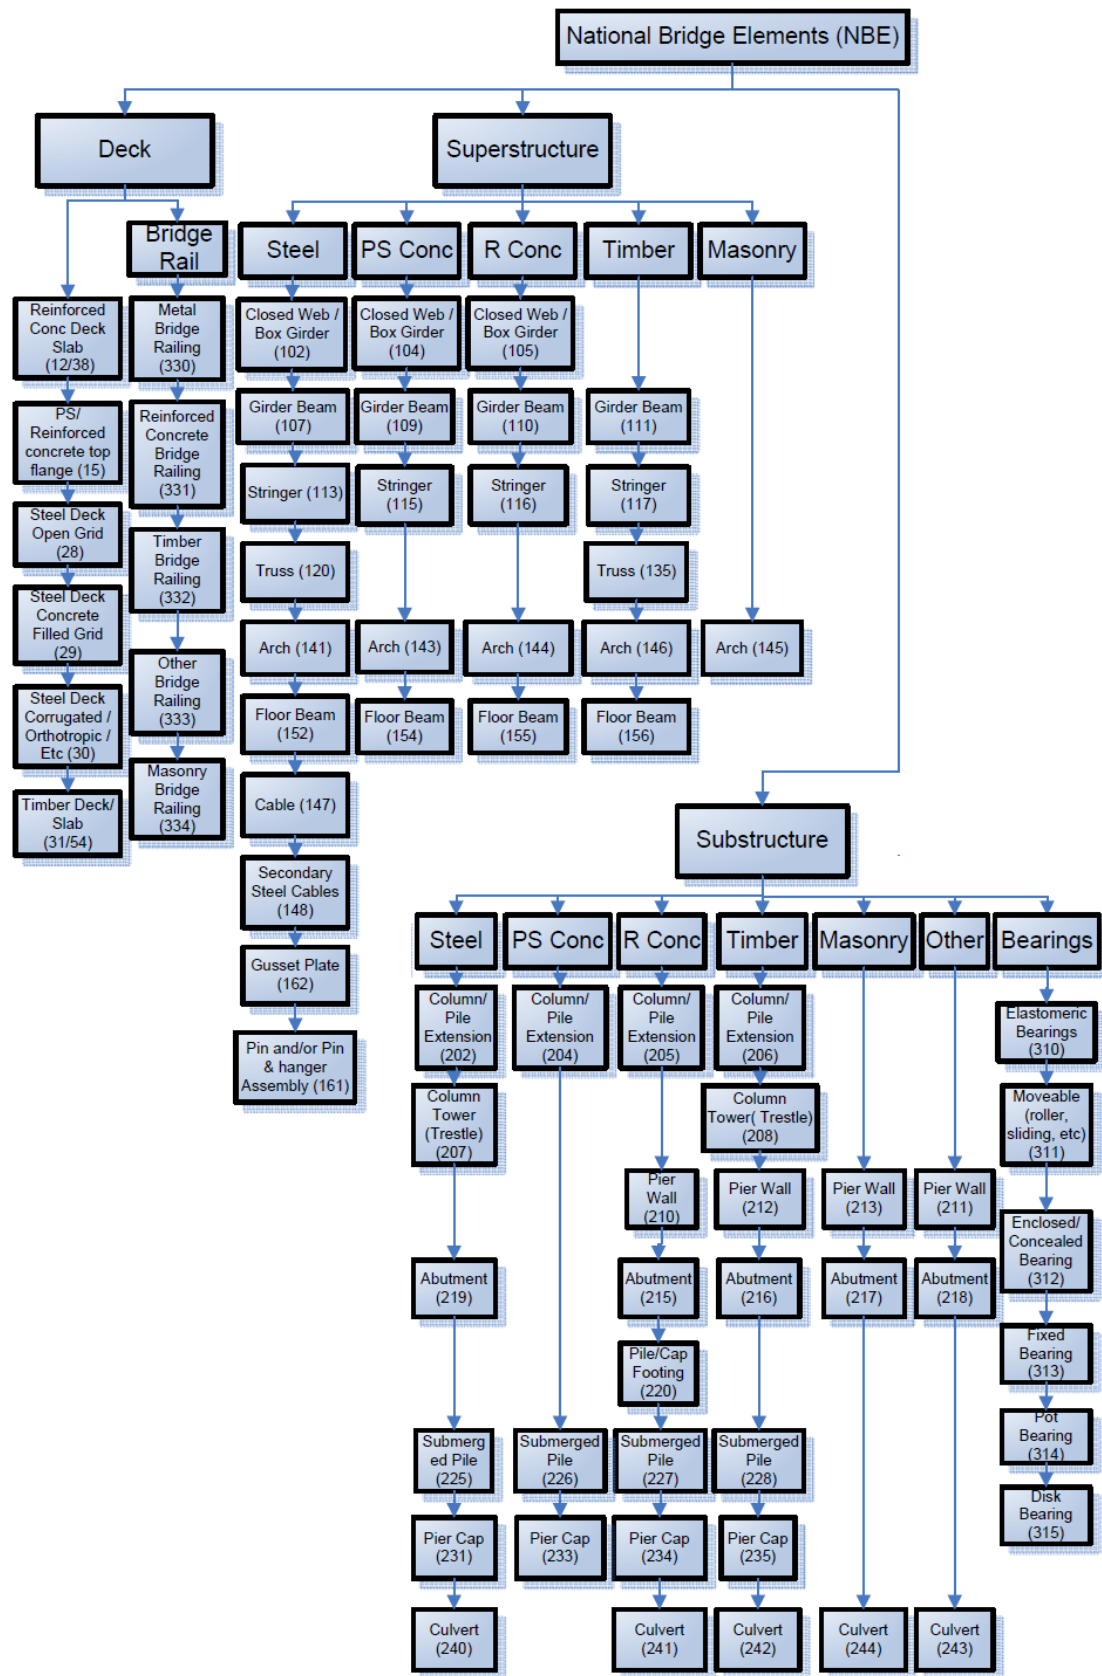 National Bridge Elements (NBE)
Deck
Superstructure
Bridge
Rail
Steel
PS Conc
R Conc
Timber
Masonry
Reinforced
Conc Deck
Slab
(12/38)
PS/
Reinforced
concrete top
flange (15)
Steel Deck
Open Grid
(28)
Steel Deck
Concrete
Filled Grid
(29)
Steel Deck
Corrugated /
Orthotropic /
Etc (30)
Timber Deck/
Slab
(31/54)
Metal
Bridge
Railing
(330)
Reinforced
Concrete
Bridge
Railing
(331)
Timber
Bridge
Railing
(332)
Other
Bridge
Railing
(333)
Masonry
Bridge
Railing
(334)
Closed Web /
Box Girder
(102)
Girder Beam
(107)
Stringer (113)
Truss (120)
Arch (141)
Floor Beam
(152)
Cable (147)
Secondary
Steel Cables
(148)
Gusset Plate
(162)
Pin and/or Pin
& hanger
Assembly (161)
Closed Web /
Box Girder
(104)
Girder Beam
(109)
Stringer
(115)
Arch (143)
Floor Beam
(154)
Closed Web /
Box Girder
(105)
Girder Beam
(110)
Stringer
(116)
Arch (144)
Floor Beam
(155)
Girder Beam
(111)
Stringer
(117)
Truss (135)
Arch (146)
Floor Beam
(156)
Arch (145)
Substructure
Steel
PS Conc
R Conc
Timber
Masonry
Other
Bearings
Column/
Pile
Extension
(202)
Column
Tower
(Trestle)
(207)
Abutment
(219)
Submerg
ed Pile
(225)
Pier Cap
(231)
Culvert
(240)
Column/
Pile
Extension
(204)
Submerged
Pile
(226)
Pier Cap
(233)
Column/
Pile
Extension
(205)
Pier
Wall
(210)
Abutment
(215)
Pile/Cap
Footing
(220)
Submerged
Pile
(227)
Pier Cap
(234)
Culvert
(241)
Column/
Pile
Extension
(206)
Column
Tower( Trestle)
(208)
Pier Wall
(212)
Abutment
(216)
Submerged
Pile
(228)
Pier Cap
(235)
Culvert
(242)
Pier Wall
(213)
Abutment
(217)
Culvert
(244)
Pier Wall
(211)
Abutment
(218)
Culvert
(243)
Elastomeric
Bearings
(310)
Moveable
(roller,
sliding, etc)
(311)
Enclosed/
Concealed
Bearing
(312)
Fixed
Bearing
(313)
Pot
Bearing
(314)
Disk
Bearing
(315)